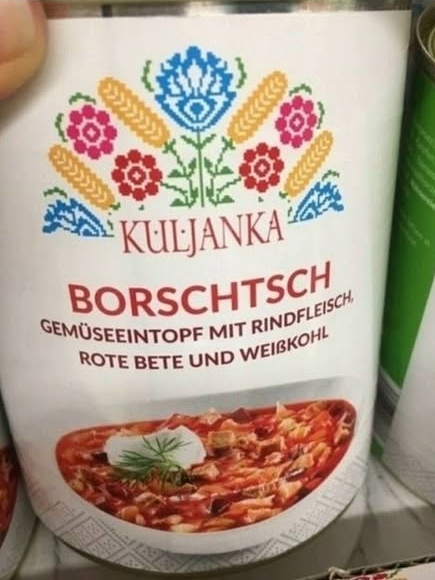 KULJANKA
BORSCHTSCH
GEMÜSEEINTOPF MIT RINDFLEISCH,
ROTE BETE UND WEIßKOHL